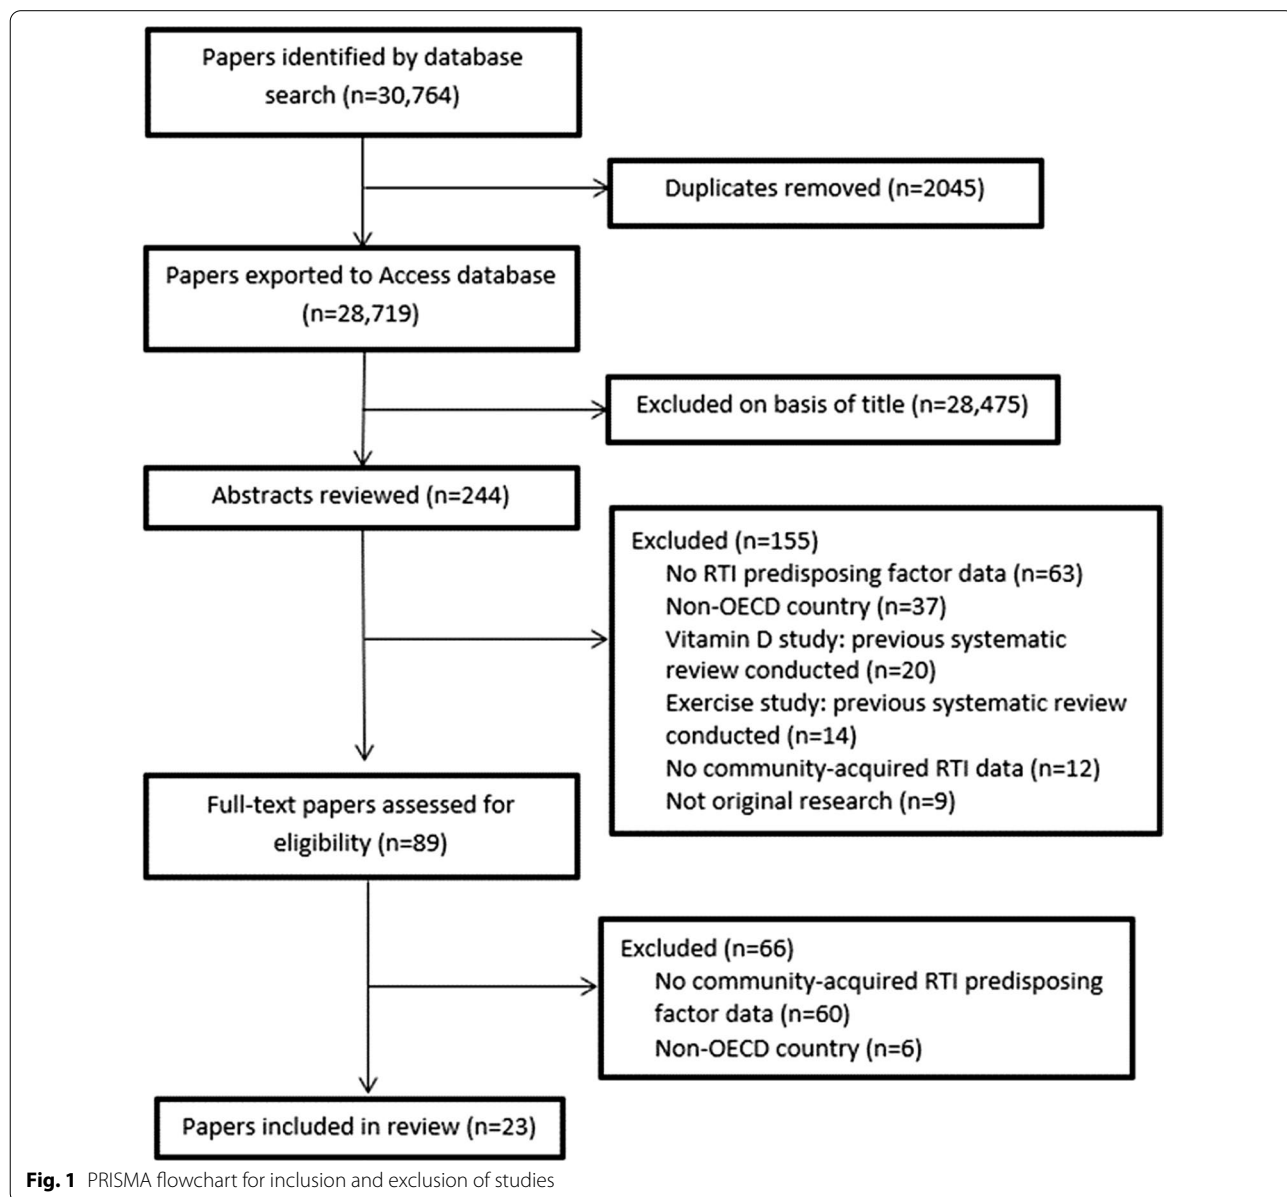 Papers identified by database
search (n=30,764)
Duplicates removed (n=2045)
Papers exported to Access database
(n=28,719)
Excluded on basis of title (n=28,475)
Abstracts reviewed (n=244)
Excluded (n=155)
No RTI predisposing factor data (n=63)
Non-OECD country (n=37)
Vitamin D study: previous systematic
review conducted (n=20)
Exercise study: previous systematic review
conducted (n=14)
No community-acquired RTI data (n=12)
Not original research (n=9)
Full-text papers assessed for
eligibility (n=89)
Excluded (n=66)
No community-acquired RTI predisposing
factor data (n=60)
Non-OECD country (n=6)
Papers included in review (n=23)
Fig. 1 PRISMA flowchart for inclusion and exclusion of studies